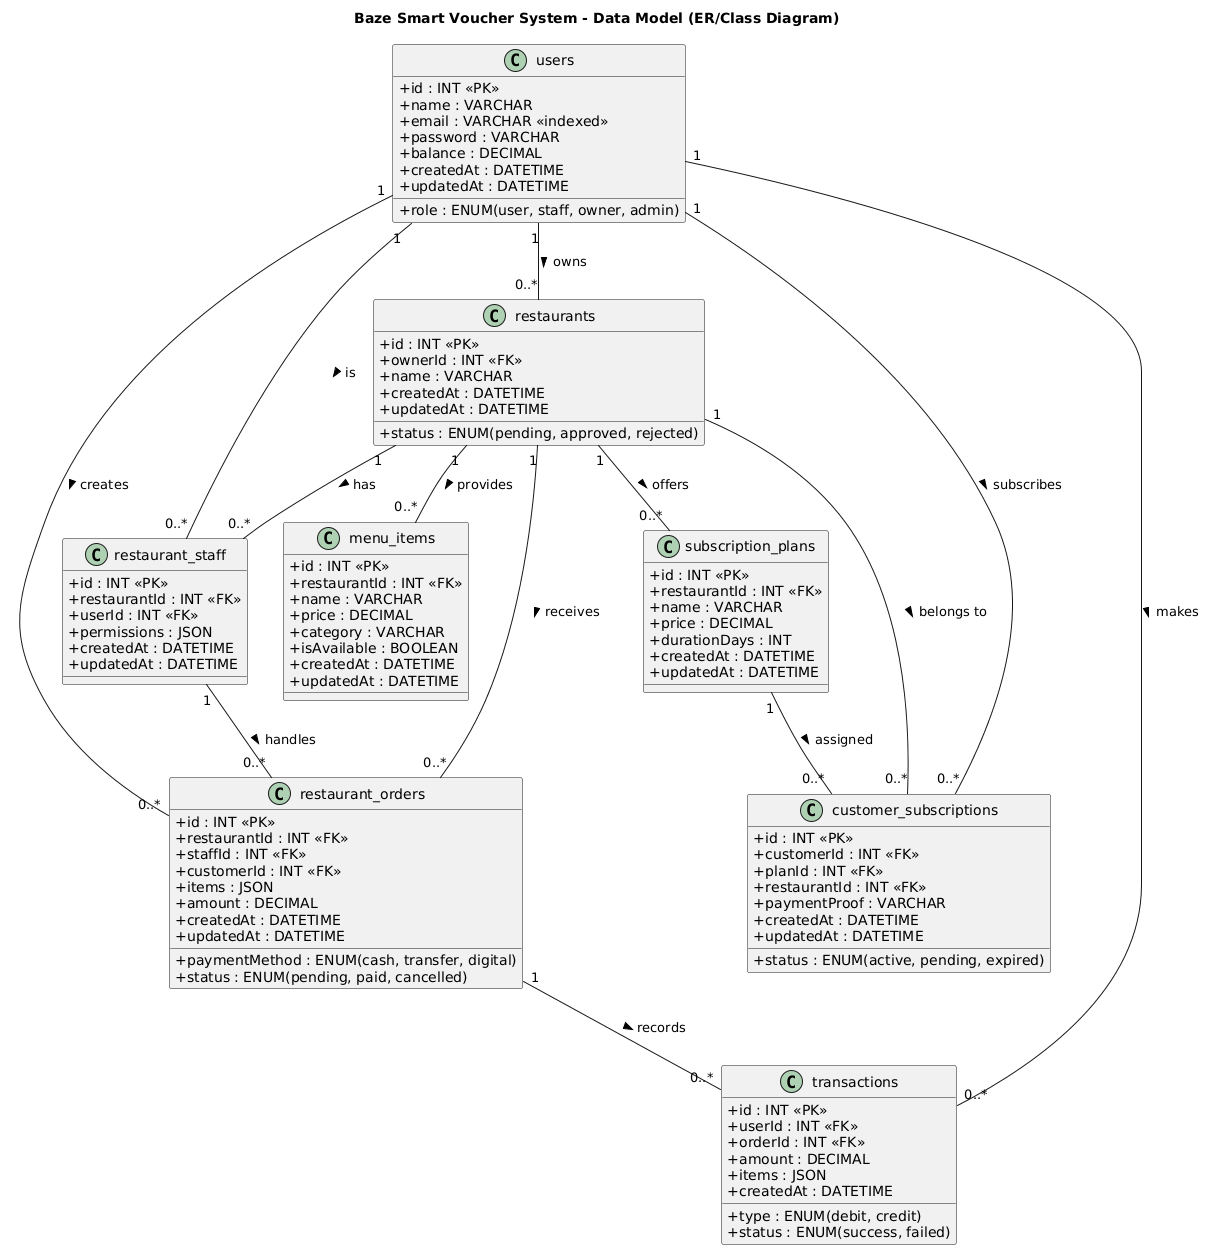 Baze Smart Voucher System - Data Model (ER/Class Diagram)
C users
+id : INT «PK»
+name : VARCHAR
+email : VARCHAR «indexed»
+password : VARCHAR
+balance : DECIMAL
+createdAt : DATETIME
+updatedAt : DATETIME
+role : ENUM(user, staff, owner, admin)
1
1
1
1
1
owns
0..*
C restaurants
+id : INT «PK»
+ownerId : INT «FK»
+name : VARCHAR
+createdAt : DATETIME
+updatedAt : DATETIME
+status : ENUM(pending, approved, rejected)
is
1
1
1
1
1
creates
has
provides
offers
subscribes
0..*
0..*
0..*
0..*
C restaurant_staff
+id : INT «PK»
+restaurantId : INT «FK»
+userId : INT «FK»
+permissions : JSON
+createdAt : DATETIME
+updatedAt : DATETIME
C menu_items
+id : INT «PK»
+restaurantId : INT «FK»
+name : VARCHAR
+price : DECIMAL
+category : VARCHAR
+isAvailable : BOOLEAN
+createdAt : DATETIME
+updatedAt : DATETIME
receives
C subscription_plans
+id : INT «PK»
+restaurantId : INT «FK»
+name : VARCHAR
+price : DECIMAL
+durationDays : INT
+createdAt : DATETIME
+updatedAt : DATETIME
belongs to
makes
1
1
handles
assigned
0..*
0..*
0..*
0..*
0..*
0..*
C restaurant_orders
+id : INT «PK»
+restaurantId : INT «FK»
+staffId : INT «FK»
+customerId : INT «FK»
+items : JSON
+amount : DECIMAL
+createdAt : DATETIME
+updatedAt : DATETIME
+paymentMethod : ENUM(cash, transfer, digital)
+status : ENUM(pending, paid, cancelled)
C customer_subscriptions
+id : INT «PK»
+customerId : INT «FK»
+planId : INT «FK»
+restaurantId : INT «FK»
+paymentProof : VARCHAR
+createdAt : DATETIME
+updatedAt : DATETIME
+status : ENUM(active, pending, expired)
1
records
0..*
0..*
C transactions
+id : INT «PK»
+userId : INT «FK»
+orderId : INT «FK»
+amount : DECIMAL
+items : JSON
+createdAt : DATETIME
+type : ENUM(debit, credit)
+status : ENUM(success, failed)